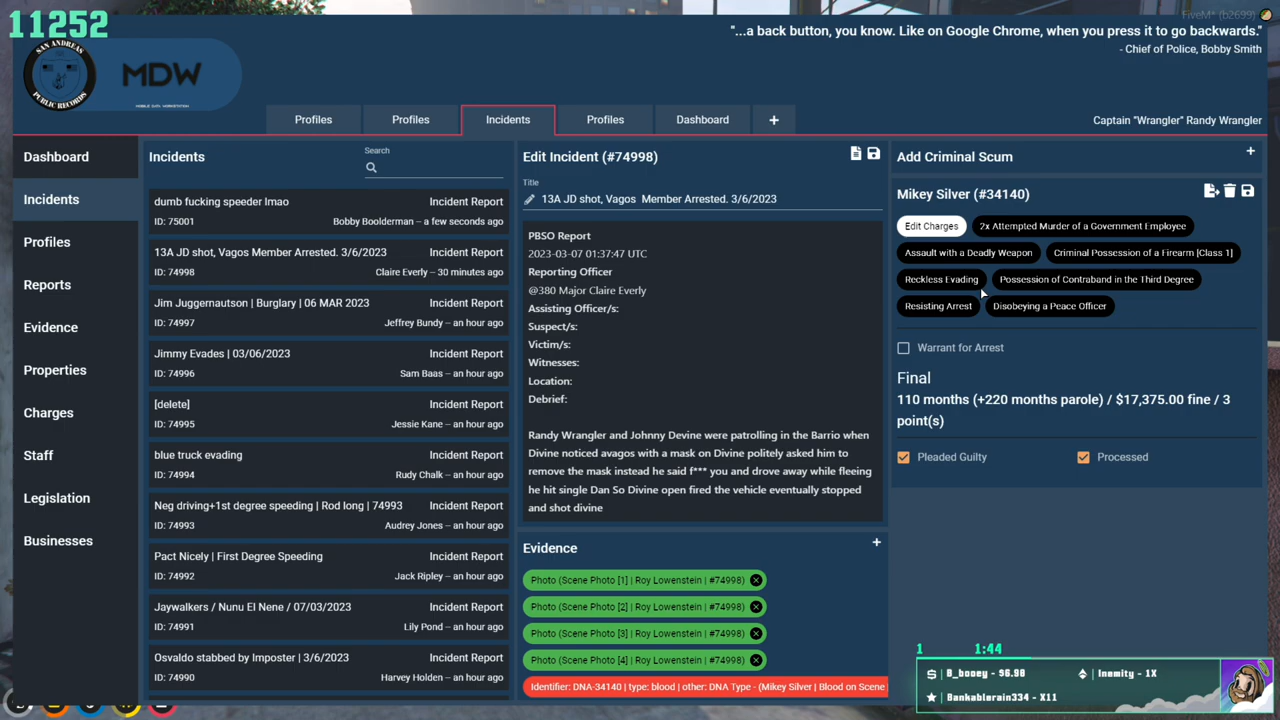 11252
FiveM* (b2699)
"...a back button, you know. Like on Google Chrome, when you press it to go backwards."
- Chief of Police, Bobby Smith
SAN ANDREAS
PUBLIC RECORDS
MDW
MOBILE DATA WORKSTATION
Profiles
Profiles
Incidents
Profiles
Dashboard
+
Captain "Wrangler" Randy Wrangler
Dashboard
Incidents
Profiles
Reports
Evidence
Properties
Charges
Staff
Legislation
Businesses
Incidents
Search
dumb fucking speeder lmao Incident Report
ID: 75001 Bobby Boolderman – a few seconds ago
13A JD shot, Vagos Member Arrested. 3/6/2023 Incident Report
ID: 74998 Claire Everly – 30 minutes ago
Jim Juggernautson | Burglary | 06 MAR 2023 Incident Report
ID: 74997 Jeffrey Bundy – an hour ago
Jimmy Evades | 03/06/2023 Incident Report
ID: 74996 Sam Baas – an hour ago
[delete] Incident Report
ID: 74995 Jessie Kane – an hour ago
blue truck evading Incident Report
ID: 74994 Rudy Chalk – an hour ago
Neg driving+1st degree speeding | Rod long | 74993 Incident Report
ID: 74993 Audrey Jones – an hour ago
Pact Nicely | First Degree Speeding Incident Report
ID: 74992 Jack Ripley – an hour ago
Jaywalkers / Nunu El Nene / 07/03/2023 Incident Report
ID: 74991 Lily Pond – an hour ago
Osvaldo stabbed by Imposter | 3/6/2023 Incident Report
ID: 74990 Harvey Holden – an hour ago
Edit Incident (#74998)
Title
13A JD shot, Vagos Member Arrested. 3/6/2023
PBSO Report
2023-03-07 01:37:47 UTC
Reporting Officer
@380 Major Claire Everly
Assisting Officer/s:
Suspect/s:
Victim/s:
Witnesses:
Location:
Debrief:
Randy Wrangler and Johnny Devine were patrolling in the Barrio when
Divine noticed avagos with a mask on Divine politely asked him to
remove the mask instead he said f*** you and drove away while fleeing
he hit single Dan So Divine open fired the vehicle eventually stopped
and shot divine
Evidence
+
Photo (Scene Photo [1] | Roy Lowenstein | #74998)
Photo (Scene Photo [2] | Roy Lowenstein | #74998)
Photo (Scene Photo [3] | Roy Lowenstein | #74998)
Photo (Scene Photo [4] | Roy Lowenstein | #74998)
Identifier: DNA-34140 | type: blood | other: DNA Type - (Mikey Silver | Blood on Scene |
Add Criminal Scum
+
Mikey Silver (#34140)
Edit Charges 2x Attempted Murder of a Government Employee
Assault with a Deadly Weapon Criminal Possession of a Firearm [Class 1]
Reckless Evading Possession of Contraband in the Third Degree
Resisting Arrest Disobeying a Peace Officer
Warrant for Arrest
Final
110 months (+220 months parole) / $17,375.00 fine / 3
point(s)
Pleaded Guilty Processed
1 1:44
B_booey - $6.90 Inomity - 1X
Bankablerain334 - X11